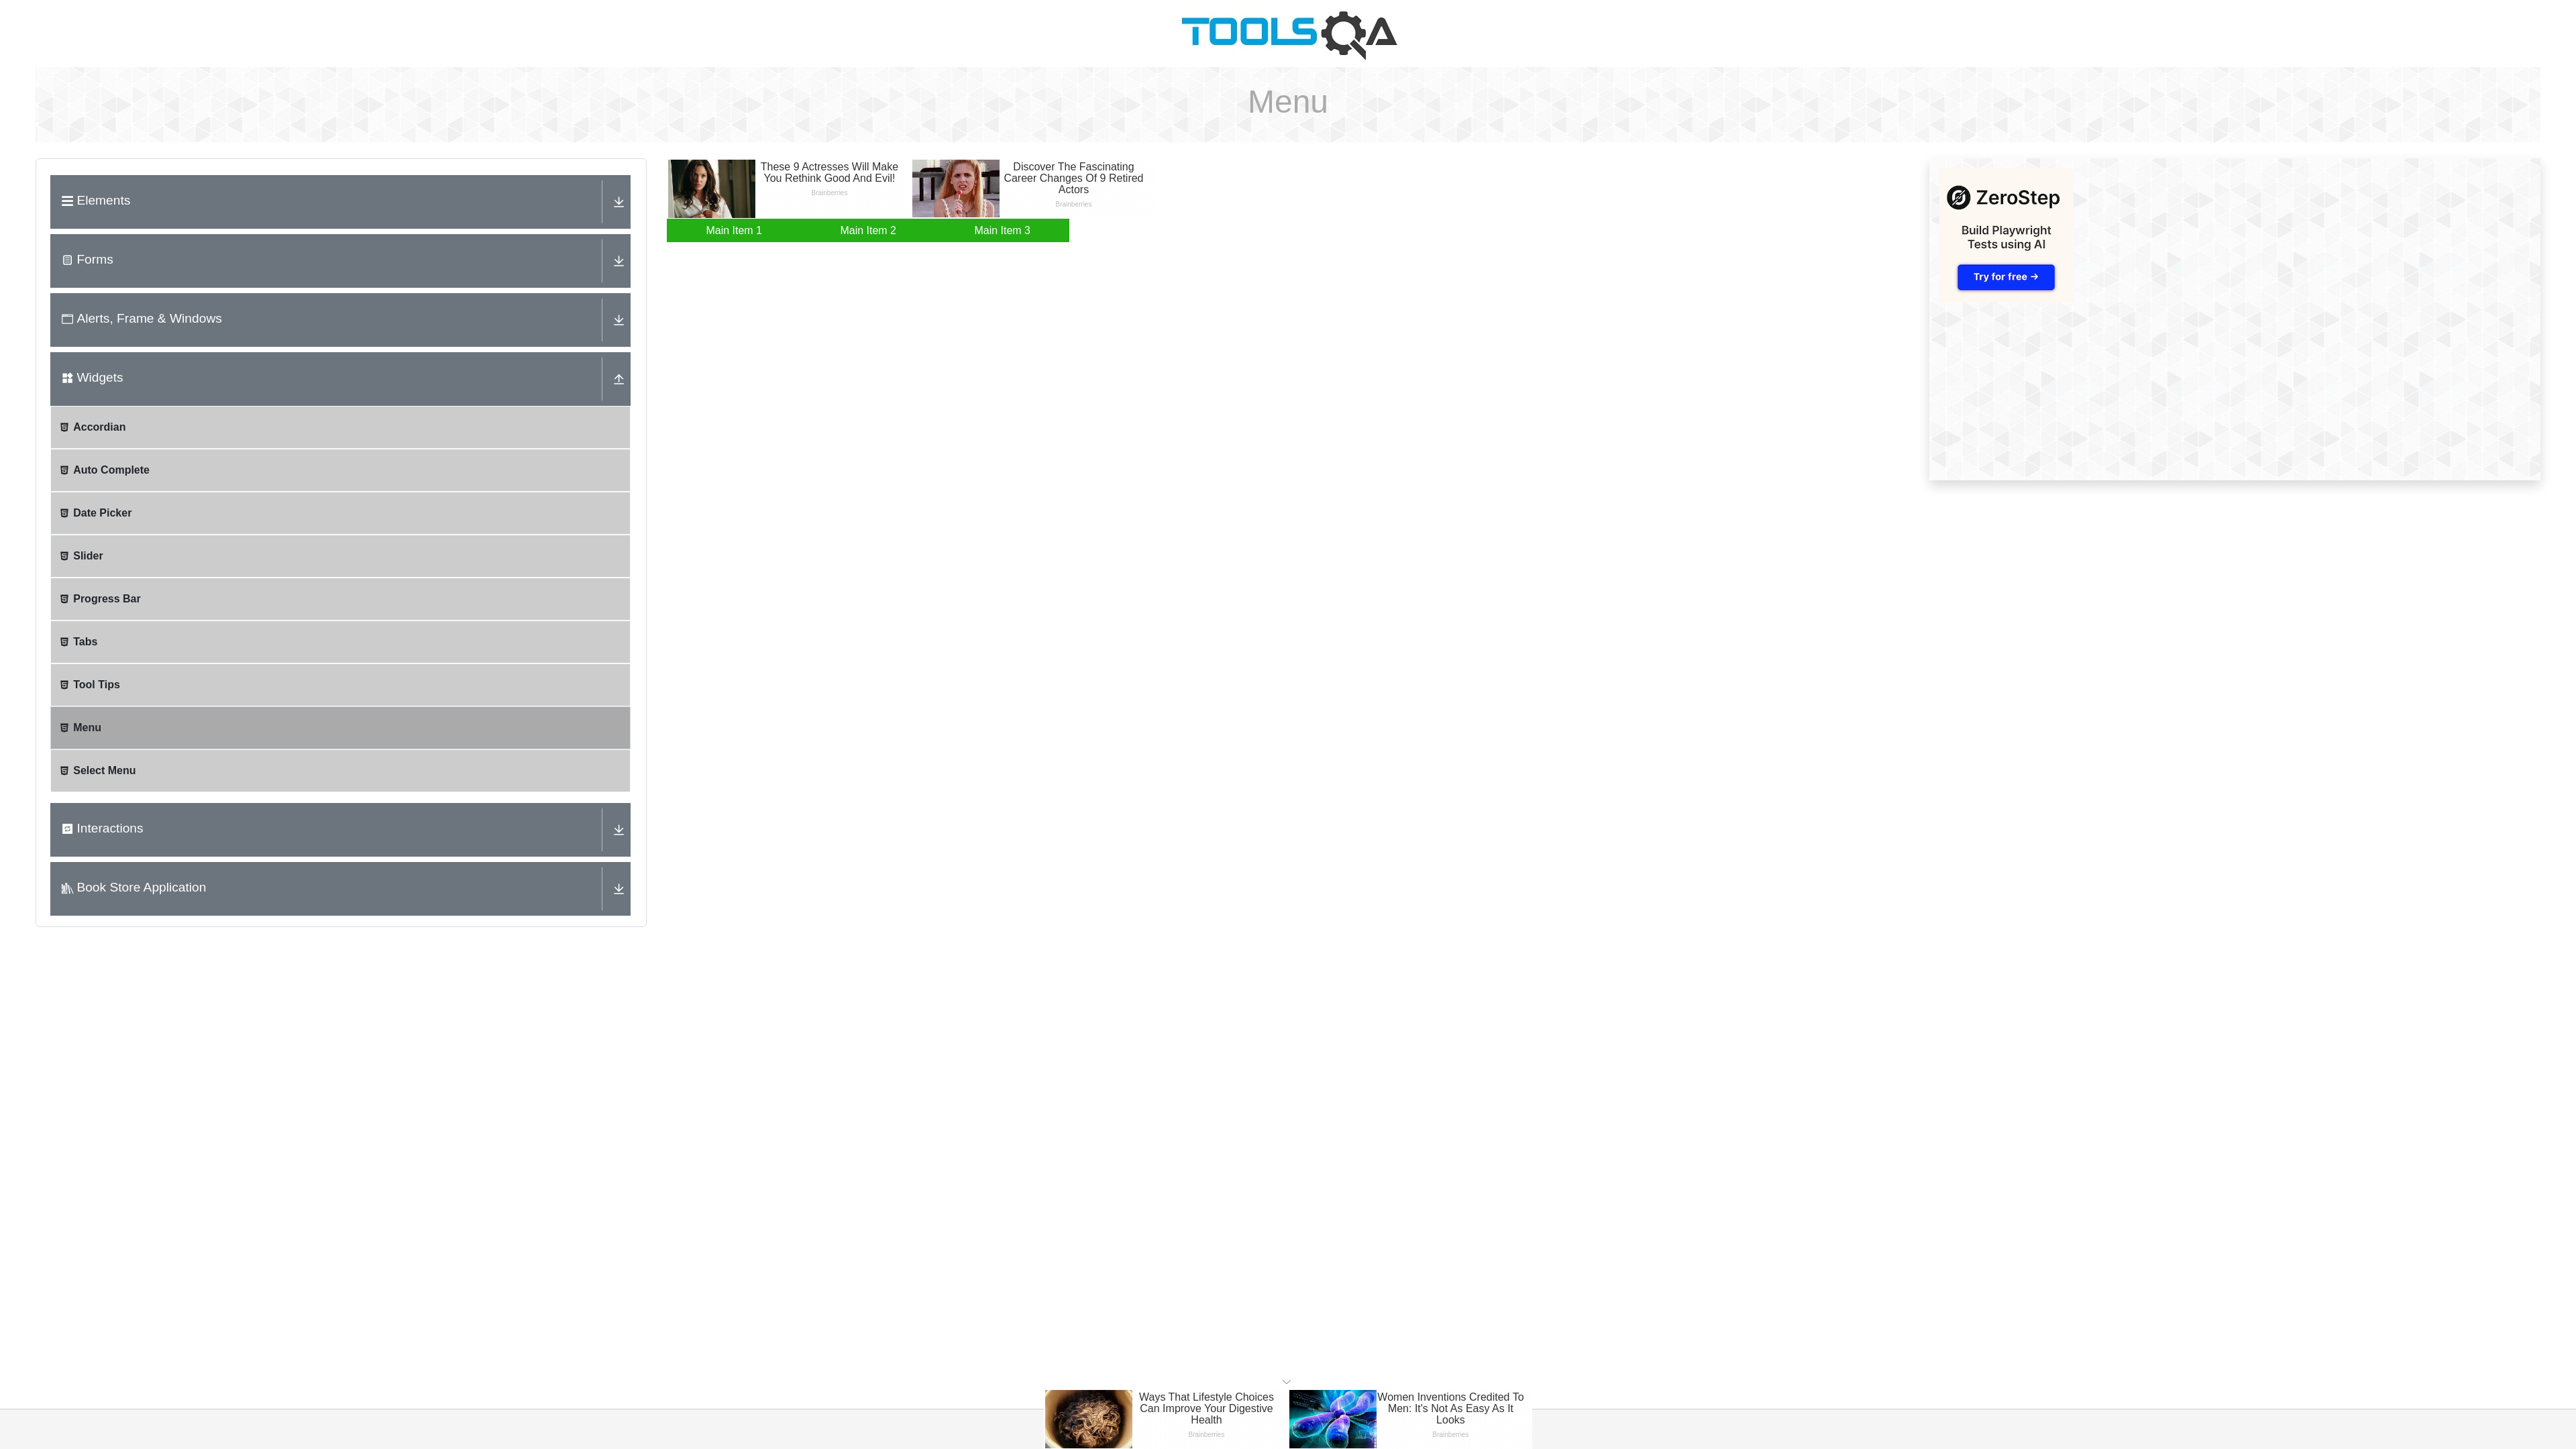 TOOLSQA
Menu
Elements
Forms
Alerts, Frame & Windows
Widgets
Accordian
Auto Complete
Date Picker
Slider
Progress Bar
Tabs
Tool Tips
Menu
Select Menu
Interactions
Book Store Application
These 9 Actresses Will Make
You Rethink Good And Evil!
Brainberries
Discover The Fascinating
Career Changes Of 9 Retired
Actors
Brainberries
Main Item 1
Main Item 2
Main Item 3
ZeroStep
Build Playwright
Tests using AI
Try for free →
Ways That Lifestyle Choices
Can Improve Your Digestive
Health
Brainberries
Women Inventions Credited To
Men: It's Not As Easy As It
Looks
Brainberries